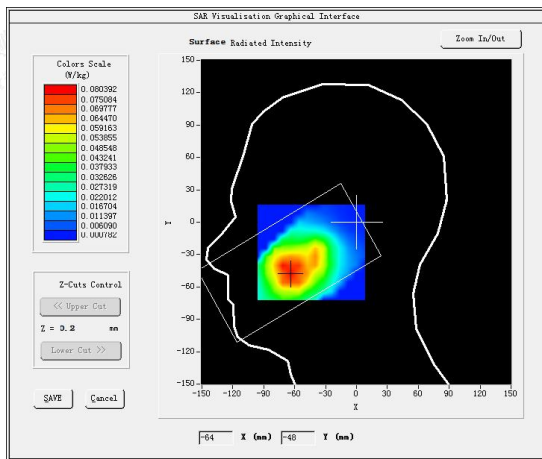 SAR Visualisation Graphical Interface
Surface Radiated Intensity
Zoom In/Out
Colors Scale
(W/kg)
0.080392
0.075084
0.069777
0.064470
0.059163
0.053855
0.048548
0.043241
0.037933
0.032626
0.027319
0.022012
0.016704
0.011397
0.006090
0.000782
Z-Cuts Control
<< Upper Cut
Z = 3.2 mm
Lower Cut >>
SAVE
Cancel
150
120
90
60
30
0
-30
-60
-90
-120
-150
Y
-150 -120 -90 -60 -30 0 30 60 90 120 150
X
-64 X (mm) -48 Y (mm)